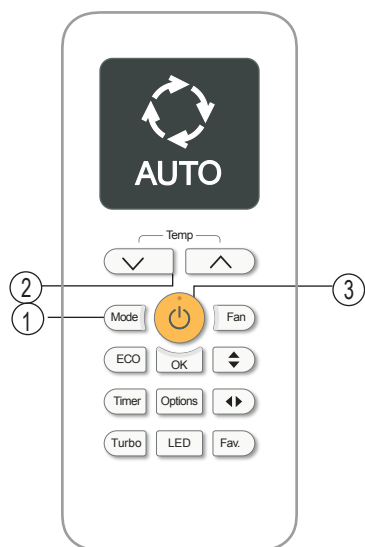 AUTO
Temp
2
3
1
Mode
Fan
ECO
OK
Timer
Options
Turbo
LED
Fav.